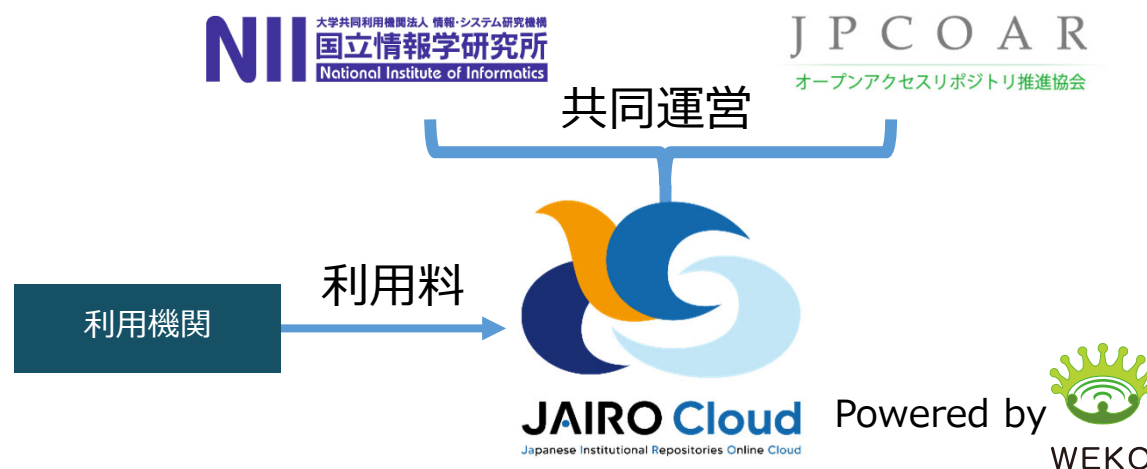 NII
大学共同利用機関法人 情報・システム研究機構
国立情報学研究所
National Institute of Informatics
JPCOAR
オープンアクセスリポジトリ推進協会
共同運営
利用料
利用機関
JAIRO Cloud
Japanese Institutional Repositories Online Cloud
Powered by
WEKO